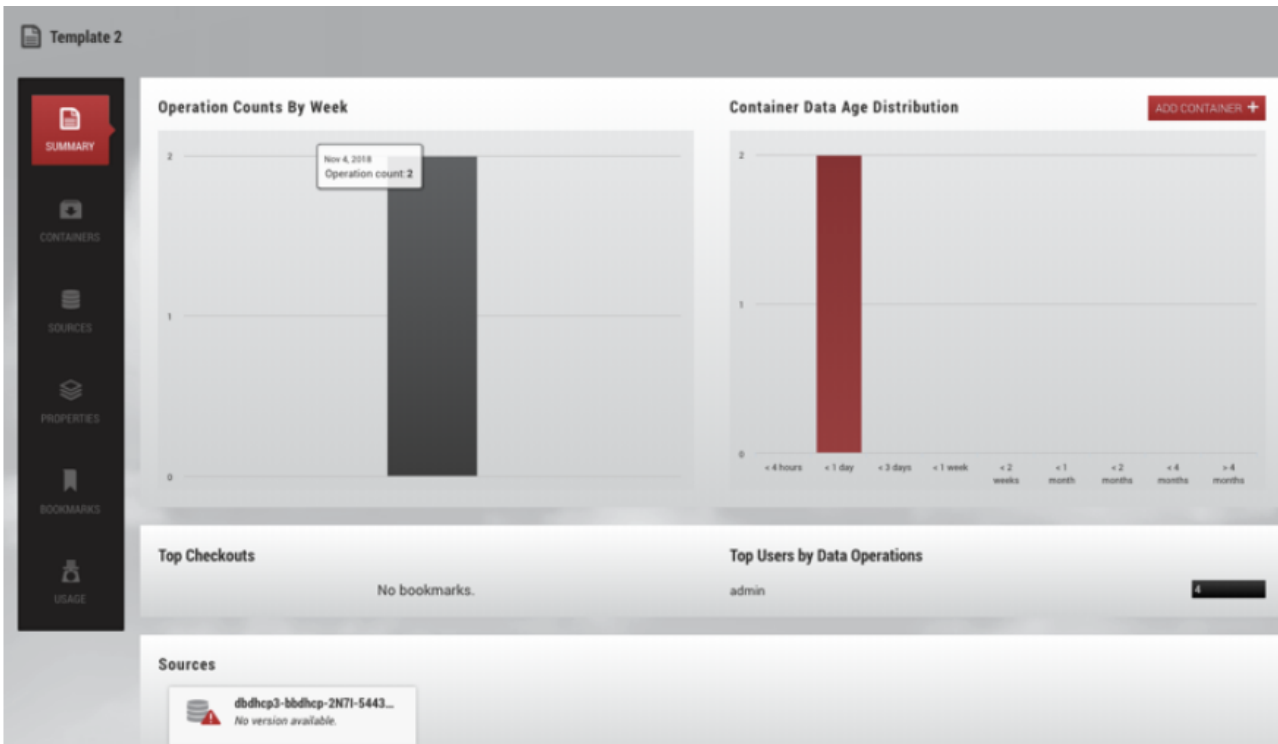 Template 2
SUMMARY
CONTAINERS
SOURCES
PROPERTIES
BOOKMARKS
USAGE
Operation Counts By Week
2
1
0
Nov 4, 2018
Operation count:2
Container Data Age Distribution
ADD CONTAINER +
2
1
0
< 4 hours
< 1 day
< 3 days
< 1 week
< 2
weeks
< 1
month
< 2
months
< 4
months
> 4
months
Top Checkouts
No bookmarks.
Top Users by Data Operations
admin
4
Sources
dbdhcp3-bbdhcp-2N7I-5443...
No version available.